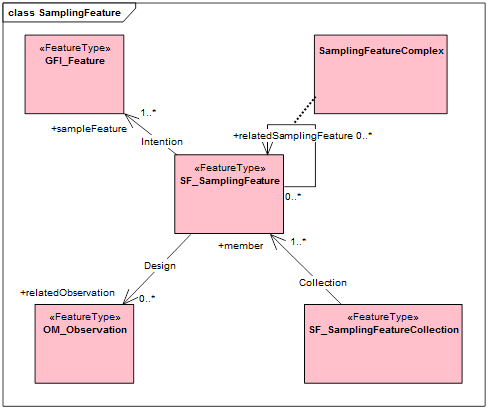 class SamplingFeature
«FeatureType»
GFI_Feature
SamplingFeatureComplex
1..*
+sampleFeature
Intention
+relatedSamplingFeature 0..*
«FeatureType»
SF_SamplingFeature
0..*
+member
1..*
Design
Collection
+relatedObservation
0..*
«FeatureType»
OM_Observation
«FeatureType»
SF_SamplingFeatureCollection